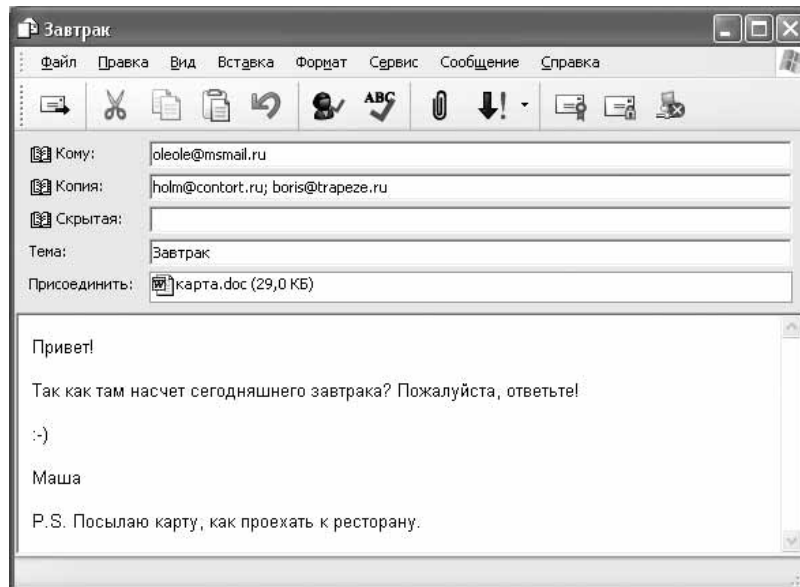 Завтрак
Файл Правка Вид Вставка Формат Сервис Сообщение Справка
ABC
Кому: oleole@msmail.ru
Копия: holm@contort.ru; boris@trapeze.ru
Скрытая:
Тема: Завтрак
Присоединить: карта.doc (29,0 КБ)
Привет!
Так как там насчет сегодняшнего завтрака? Пожалуйста, ответьте!
:-)
Маша
P.S. Посылаю карту, как проехать к ресторану.